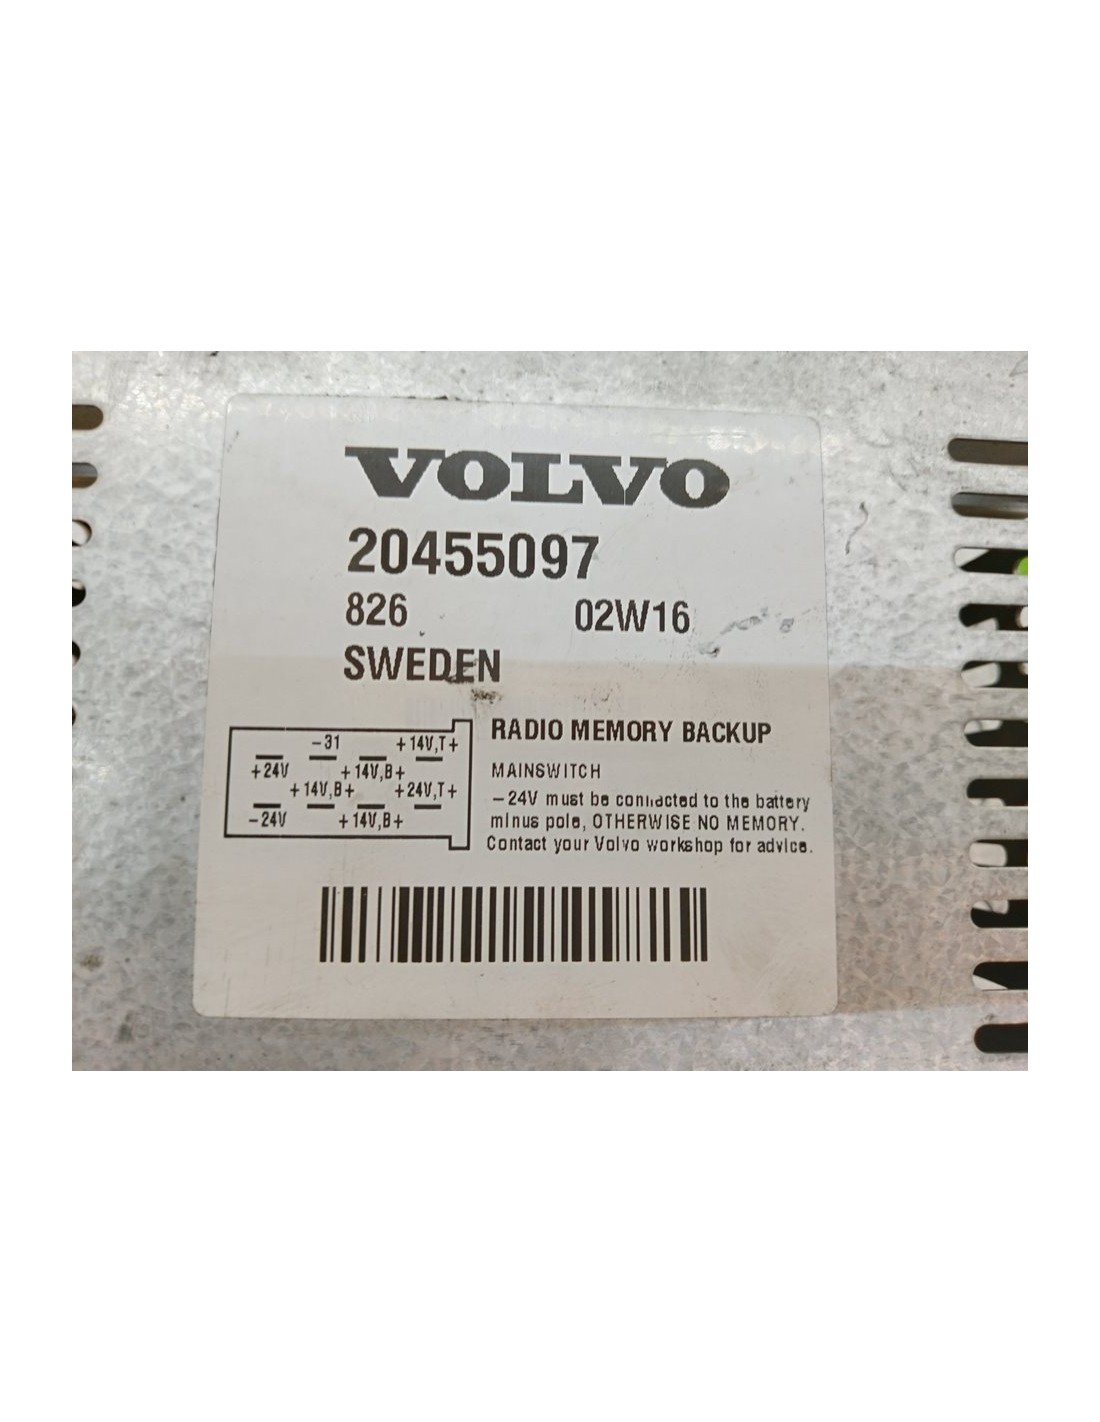 VOLVO
20455097
826 02W16
SWEDEN
-31 +14V,T+
+24V +14V,B+
+14V,B+ +24V,T+
-24V +14V,B+
RADIO MEMORY BACKUP
MAINSWITCH
-24V must be connected to the battery
minus pole, OTHERWISE NO MEMORY.
Contact your Volvo workshop for advice.